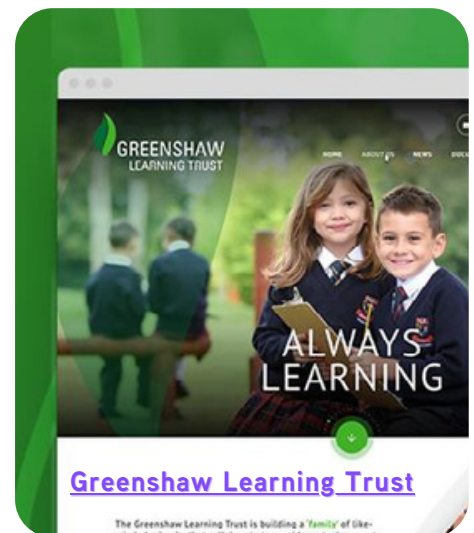 GREENSHAW
LEARNING TRUST
HOME ABOUT US NEWS
ALWAYS
LEARNING
Greenshaw Learning Trust
The Greenshaw Learning Trust is building a 'family' of like-